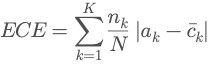 ECE = \sum_{k=1}^{K} \frac{n_k}{N} |a_k - \bar{c}_k|